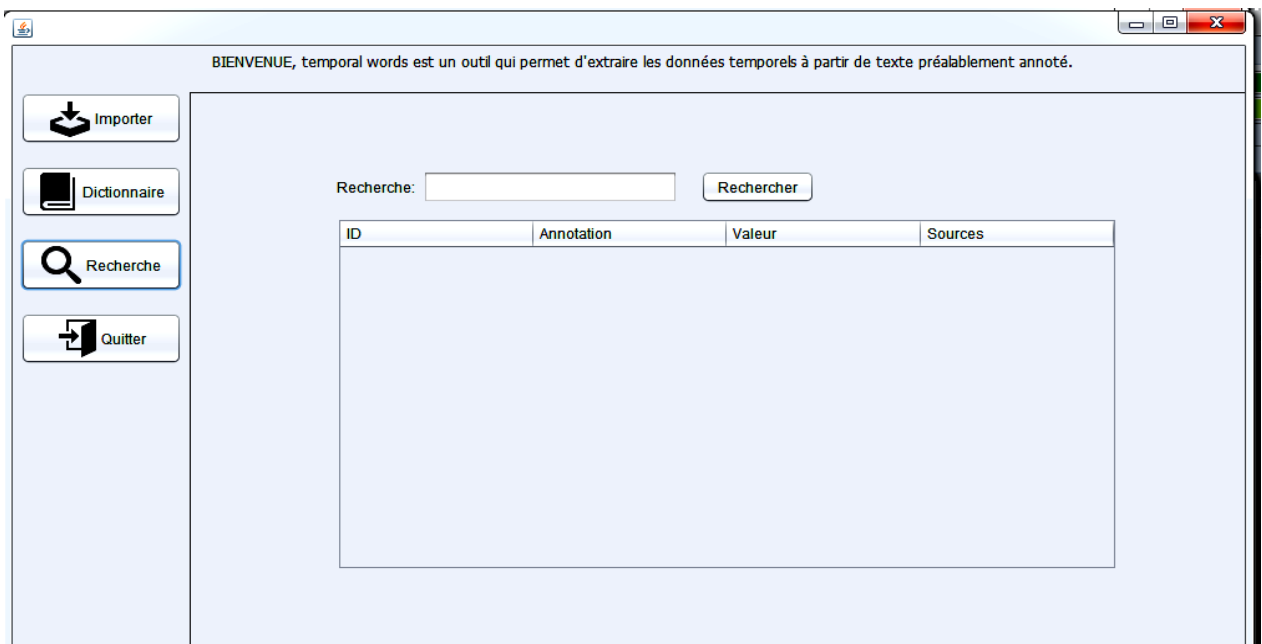 BIENVENUE, temporal words est un outil qui permet d'extraire les données temporels à partir de texte préalablement annoté.
Importer
Dictionnaire
Recherche
Quitter
Recherche:
Rechercher
ID Annotation Valeur Sources